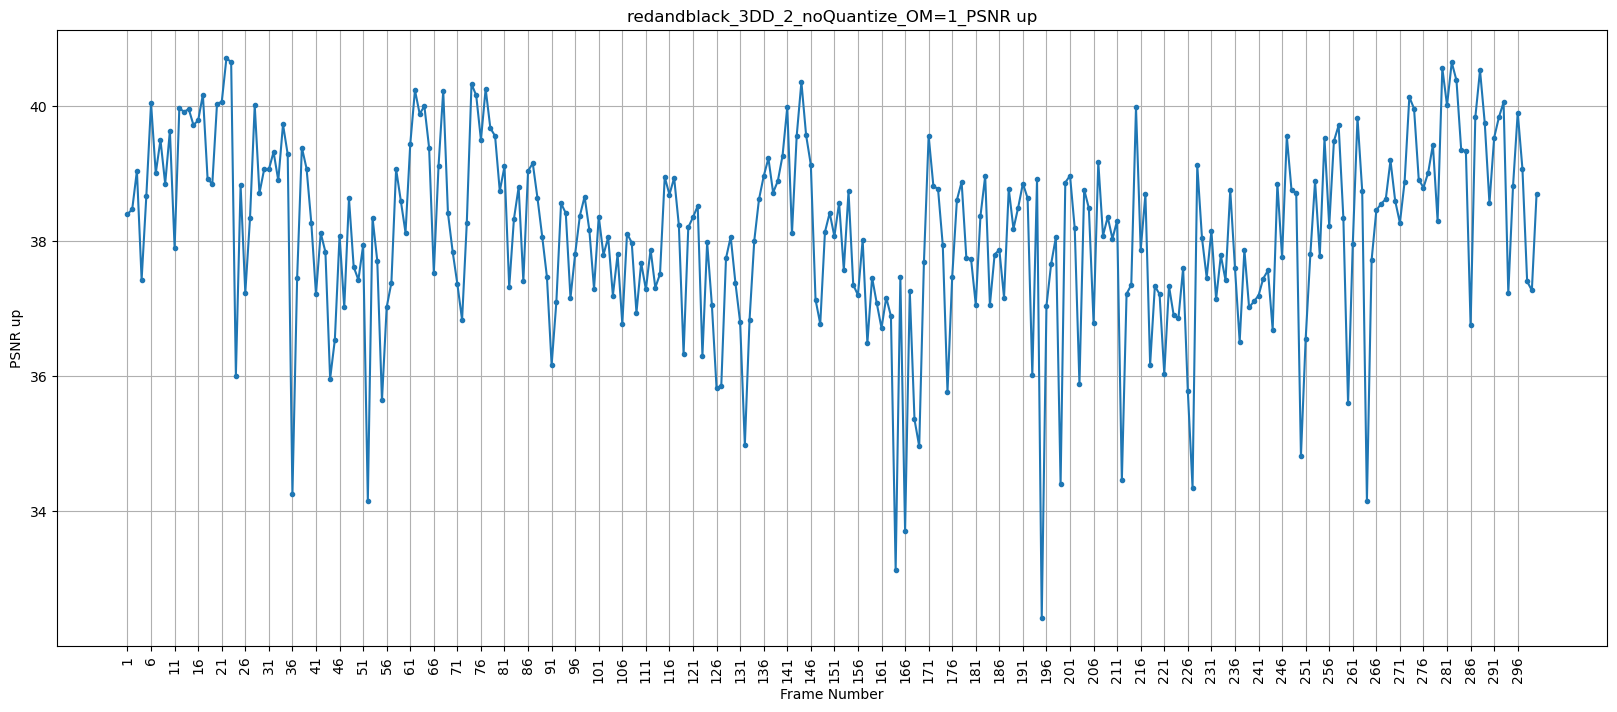 redandblack_3DD_2_noQuantize_OM=1_PSNR up
PSNR up
40
38
36
34
1 6 11 16 21 26 31 36 41 46 51 56 61 66 71 76 81 86 91 96 101 106 111 116 121 126 131 136 141 146 151 156 161 166 171 176 181 186 191 196 201 206 211 216 221 226 231 236 241 246 251 256 261 266 271 276 281 286 291 296
Frame Number